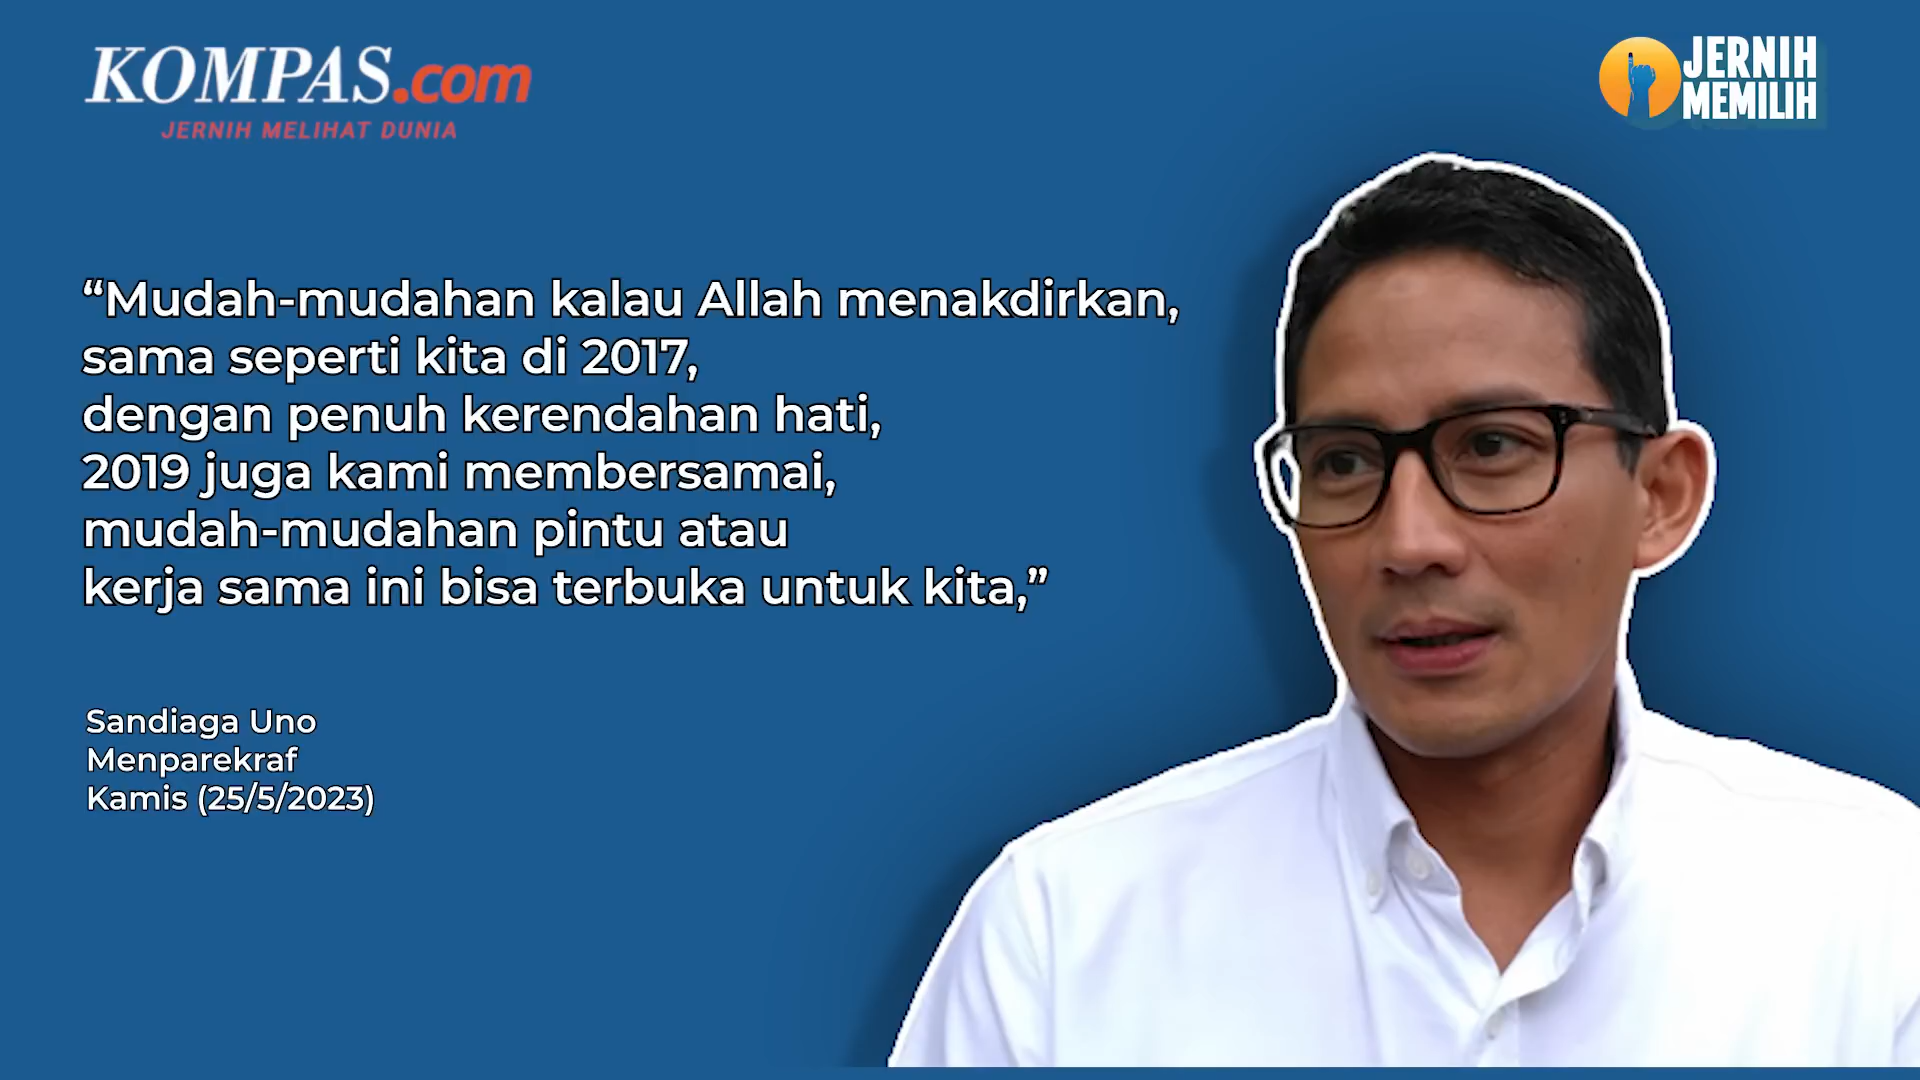 KOMPAS.com
JERNIH MELIHAT DUNIA
JERNIH
MEMILIH
“Mudah-mudahan kalau Allah menakdirkan,
sama seperti kita di 2017,
dengan penuh kerendahan hati,
2019 juga kami membersamai,
mudah-mudahan pintu atau
kerja sama ini bisa terbuka untuk kita,”
Sandiaga Uno
Menparekraf
Kamis (25/5/2023)